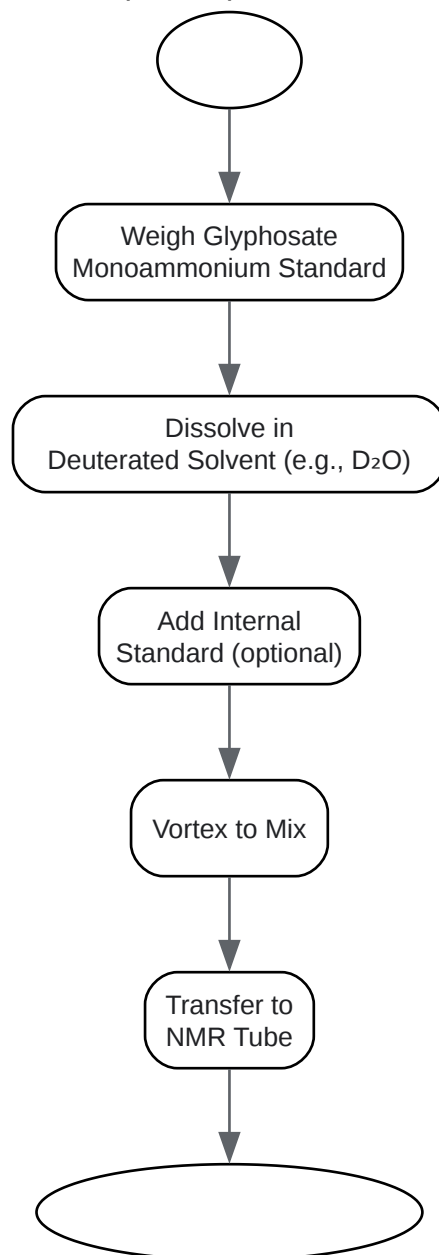 Weigh Glyphosate
Monoammonium Standard
Dissolve in
Deuterated Solvent (e.g., D₂O)
Add Internal
Standard (optional)
Vortex to Mix
Transfer to
NMR Tube